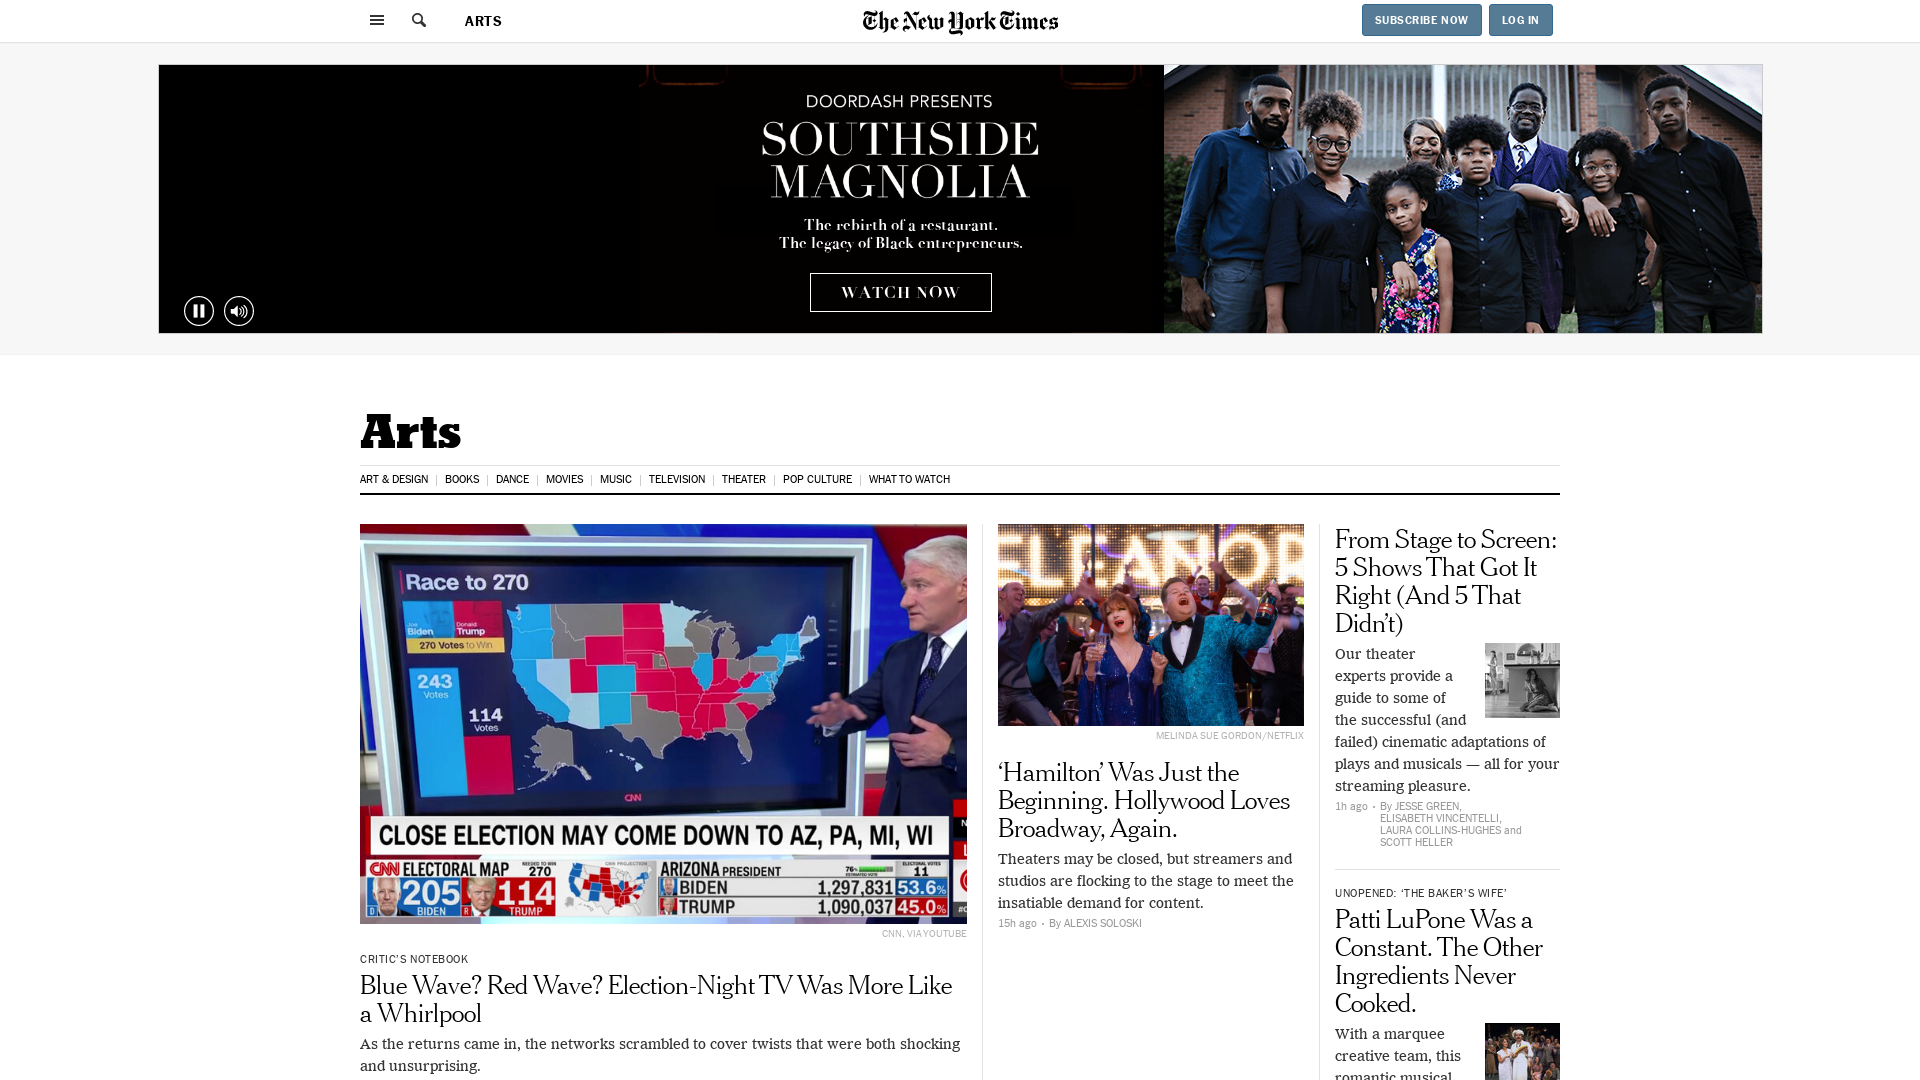 ARTS
The New York Times
SUBSCRIBE NOW
LOG IN
DOORDASH PRESENTS
SOUTHSIDE
MAGNOLIA
The rebirth of a restaurant.
The legacy of Black entrepreneurs.
WATCH NOW
Arts
ART & DESIGN
BOOKS
DANCE
MOVIES
MUSIC
TELEVISION
THEATER
POP CULTURE
WHAT TO WATCH
Race to 270
Joe
Biden
Donald
Trump
270 Votes to Win
243
Votes
114
Votes
CNN
CLOSE ELECTION MAY COME DOWN TO AZ, PA, MI, WI
CNN ELECTORAL MAP
NEEDED TO WIN
270
CNN PROJECTION
205
D BIDEN
114
R TRUMP
ARIZONA PRESIDENT
76%
ESTIMATED VOTE
ELECTORAL VOTES
11
BIDEN 1,297,831 53.6%
TRUMP 1,090,037 45.0%
CNN, VIA YOUTUBE
CRITIC'S NOTEBOOK
Blue Wave? Red Wave? Election-Night TV Was More Like
a Whirlpool
As the returns came in, the networks scrambled to cover twists that were both shocking
and unsurprising.
ELEANOR
MELINDA SUE GORDON/NETFLIX
‘Hamilton’ Was Just the
Beginning. Hollywood Loves
Broadway, Again.
Theaters may be closed, but streamers and
studios are flocking to the stage to meet the
insatiable demand for content.
15h ago • By ALEXIS SOLOSKI
From Stage to Screen:
5 Shows That Got It
Right (And 5 That
Didn’t)
Our theater
experts provide a
guide to some of
the successful (and
failed) cinematic adaptations of
plays and musicals — all for your
streaming pleasure.
1h ago • By JESSE GREEN,
ELISABETH VINCENTELLI,
LAURA COLLINS-HUGHES and
SCOTT HELLER
UNOPENED: ‘THE BAKER’S WIFE’
Patti LuPone Was a
Constant. The Other
Ingredients Never
Cooked.
With a marquee
creative team, this
romantic musical